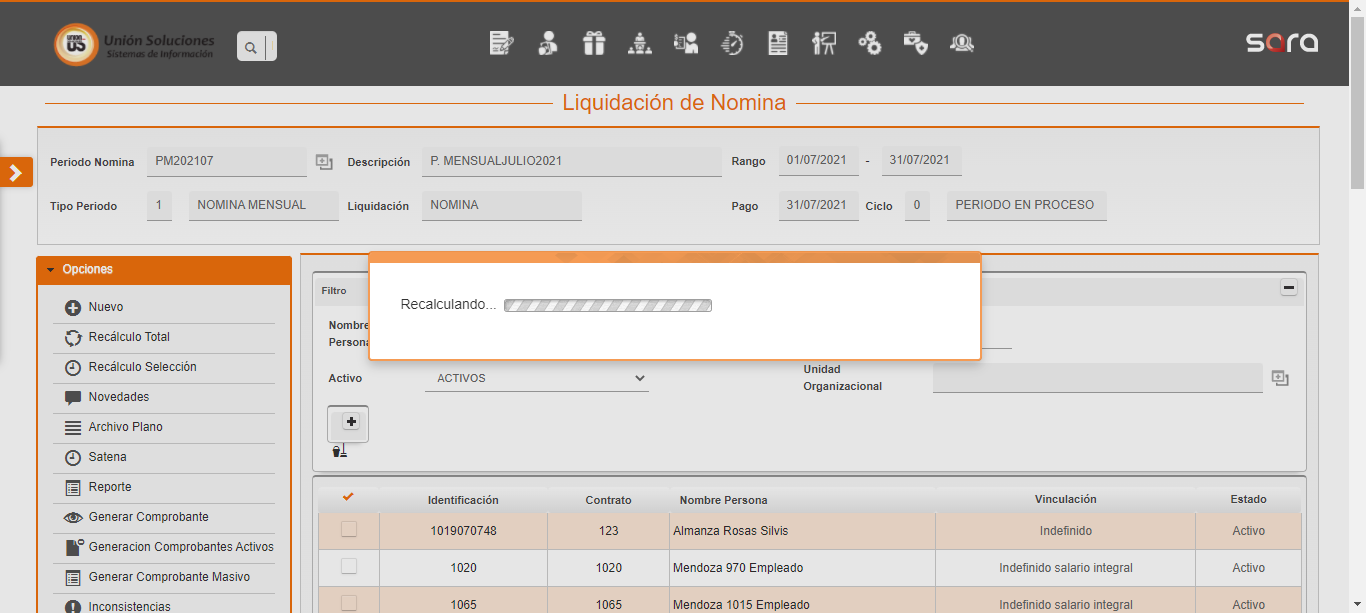 Unión Soluciones
Sistemas de Información
sara
Liquidación de Nomina
Periodo Nomina PM202107 Descripción P. MENSUALJULIO2021 Rango 01/07/2021 - 31/07/2021
Tipo Periodo 1 NOMINA MENSUAL Liquidación NOMINA Pago 31/07/2021 Ciclo 0 PERIODO EN PROCESO
Opciones
Nuevo
Recálculo Total
Recálculo Selección
Novedades
Archivo Plano
Satena
Reporte
Generar Comprobante
Generacion Comprobantes Activos
Generar Comprobante Masivo
Inconsistencias
Recalculando...
Filtro
Nombre
Persona
Activo ACTIVOS
Unidad
Organizacional
Identificación Contrato Nombre Persona Vinculación Estado
1019070748 123 Almanza Rosas Silvis Indefinido Activo
1020 1020 Mendoza 970 Empleado Indefinido salario integral Activo
1065 1065 Mendoza 1015 Empleado Indefinido salario integral Activo